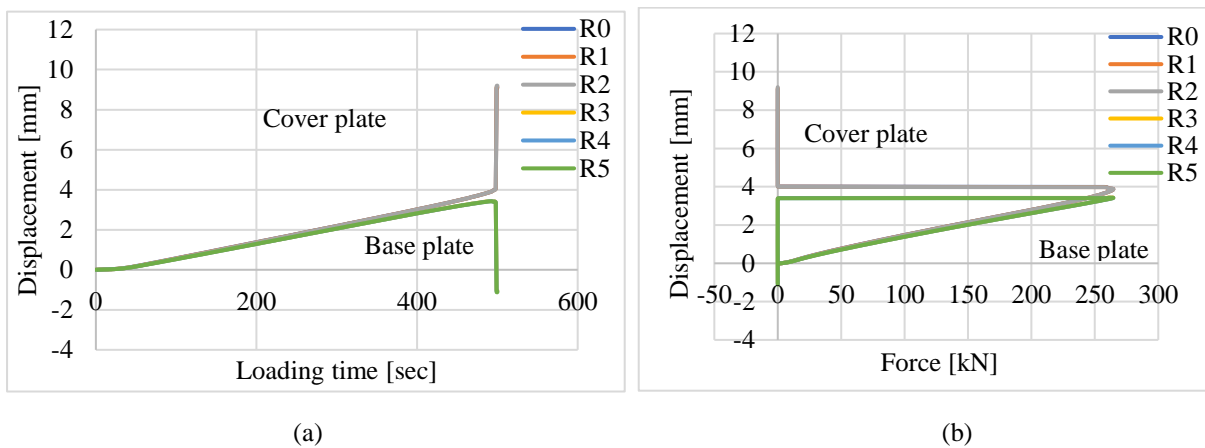 12
10
8
6
4
2
0
-2
-4
Displacement [mm]
0
200
400
600
Loading time [sec]
Cover plate
Base plate
R0
R1
R2
R3
R4
R5
(a)
12
10
8
6
4
2
0
-2
-4
Displacement [mm]
-50
0
50
100
150
200
250
300
Force [kN]
Cover plate
Base plate
R0
R1
R2
R3
R4
R5
(b)